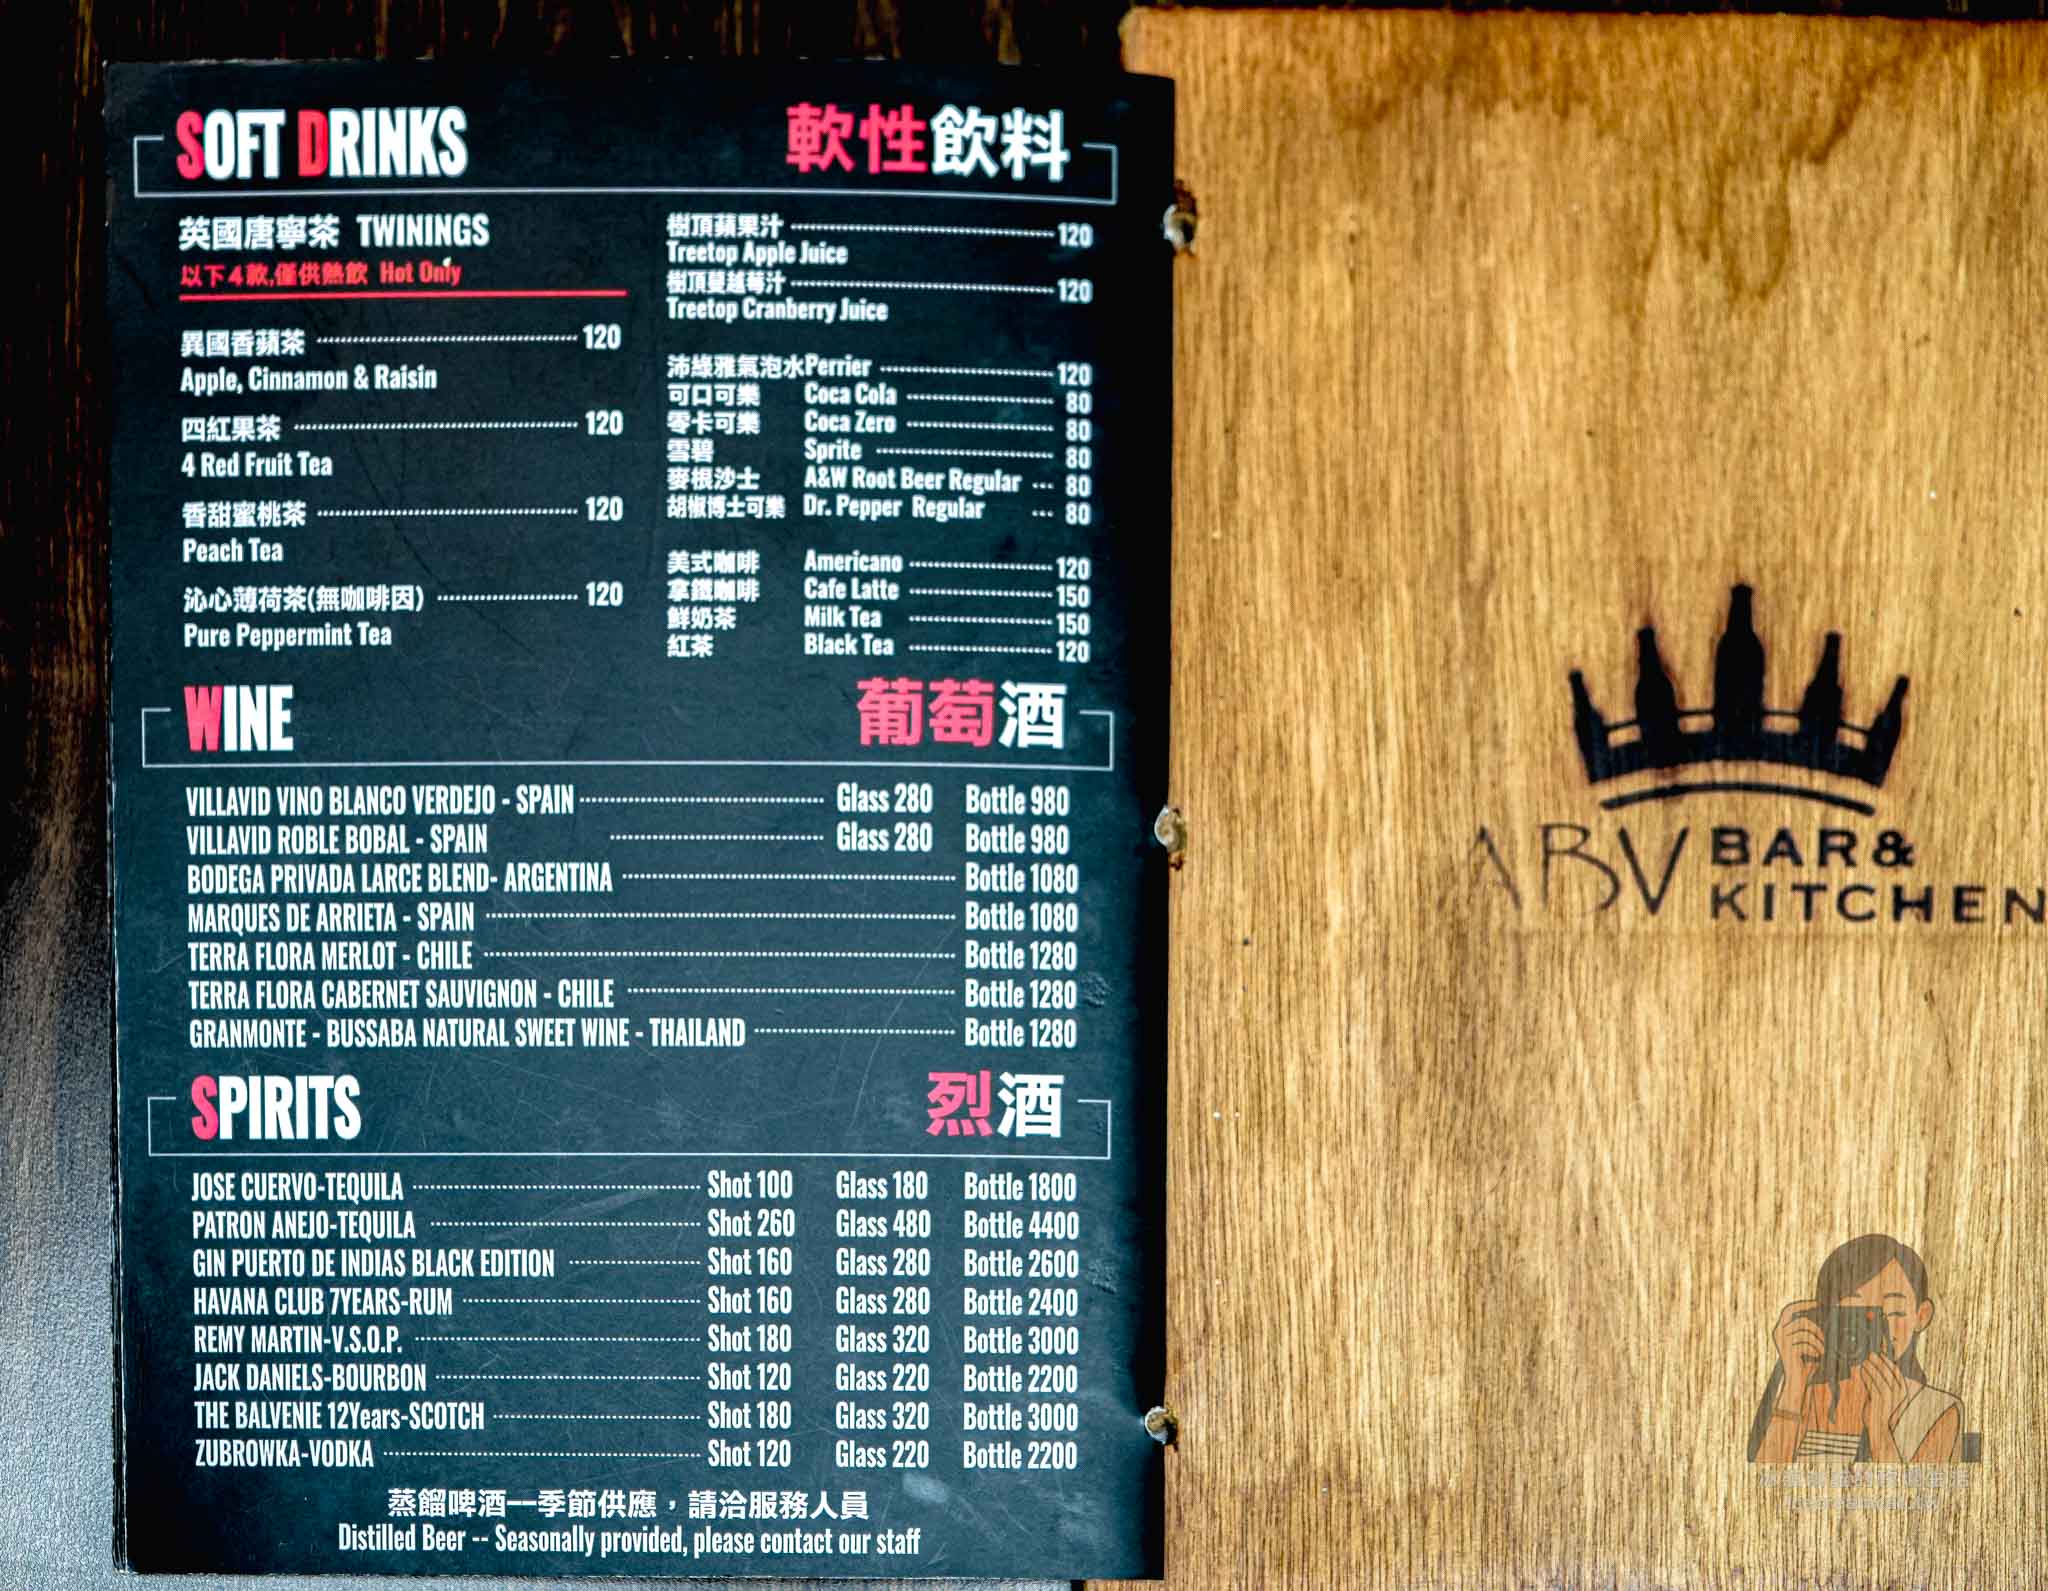 SOFT DRINKS 軟性飲料
英國唐寧茶 TWININGS
以下4款,僅供熱飲 Hot Only
異國香蘋茶 120
Apple, Cinnamon & Raisin
四紅果茶 120
4 Red Fruit Tea
香甜蜜桃茶 120
Peach Tea
沁心薄荷茶(無咖啡因) 120
Pure Peppermint Tea
樹頂蘋果汁 120
Treetop Apple Juice
樹頂蔓越莓汁 120
Treetop Cranberry Juice
沛綠雅氣泡水Perrier 120
可口可樂 Coca Cola 80
零卡可樂 Coca Zero 80
雪碧 Sprite 80
麥根沙士 A&W Root Beer Regular 80
胡椒博士可樂 Dr. Pepper Regular 80
美式咖啡 Americano 120
拿鐵咖啡 Cafe Latte 150
鮮奶茶 Milk Tea 150
紅茶 Black Tea 120
WINE 葡萄酒
VILLAVID VINO BLANCO VERDEJO - SPAIN Glass 280 Bottle 980
VILLAVID ROBLE BOBAL - SPAIN Glass 280 Bottle 980
BODEGA PRIVADA LARCE BLEND- ARGENTINA Bottle 1080
MARQUES DE ARRIETA - SPAIN Bottle 1080
TERRA FLORA MERLOT - CHILE Bottle 1280
TERRA FLORA CABERNET SAUVIGNON - CHILE Bottle 1280
GRANMONTE - BUSSABA NATURAL SWEET WINE - THAILAND Bottle 1280
SPIRITS 烈酒
JOSE CUERVO-TEQUILA Shot 100 Glass 180 Bottle 1800
PATRON ANEJO-TEQUILA Shot 260 Glass 480 Bottle 4400
GIN PUERTO DE INDIAS BLACK EDITION Shot 160 Glass 280 Bottle 2600
HAVANA CLUB 7YEARS-RUM Shot 160 Glass 280 Bottle 2400
REMY MARTIN-V.S.O.P. Shot 180 Glass 320 Bottle 3000
JACK DANIELS-BOURBON Shot 120 Glass 220 Bottle 2200
THE BALVENIE 12Years-SCOTCH Shot 180 Glass 320 Bottle 3000
ZUBROWKA-VODKA Shot 120 Glass 220 Bottle 2200
蒸餾啤酒--季節供應，請洽服務人員
Distilled Beer -- Seasonally provided, please contact our staff
ABV BAR&
KITCHEN